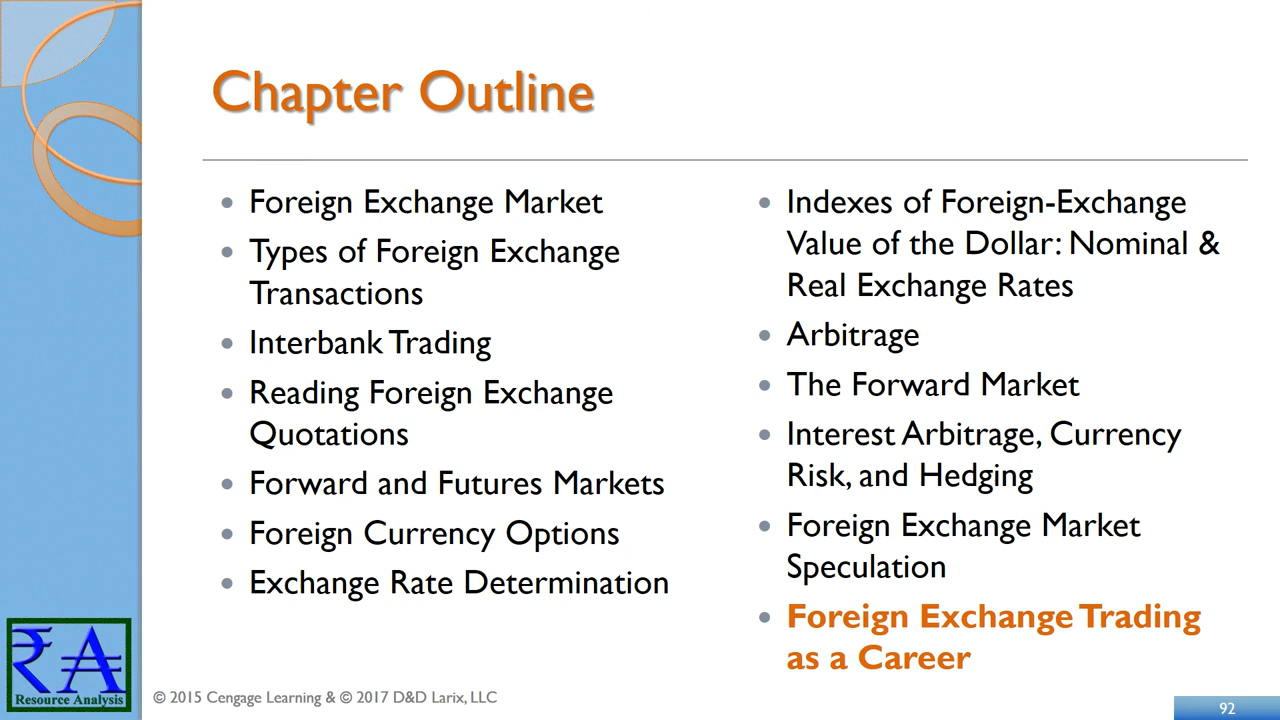 Chapter Outline
Foreign Exchange Market
Types of Foreign Exchange
Transactions
Interbank Trading
Reading Foreign Exchange
Quotations
Forward and Futures Markets
Foreign Currency Options
Exchange Rate Determination
Indexes of Foreign-Exchange
Value of the Dollar: Nominal &
Real Exchange Rates
Arbitrage
The Forward Market
Interest Arbitrage, Currency
Risk, and Hedging
Foreign Exchange Market
Speculation
Foreign Exchange Trading
as a Career
₹A
Resource Analysis
© 2015 Cengage Learning & © 2017 D&D Larix, LLC
92